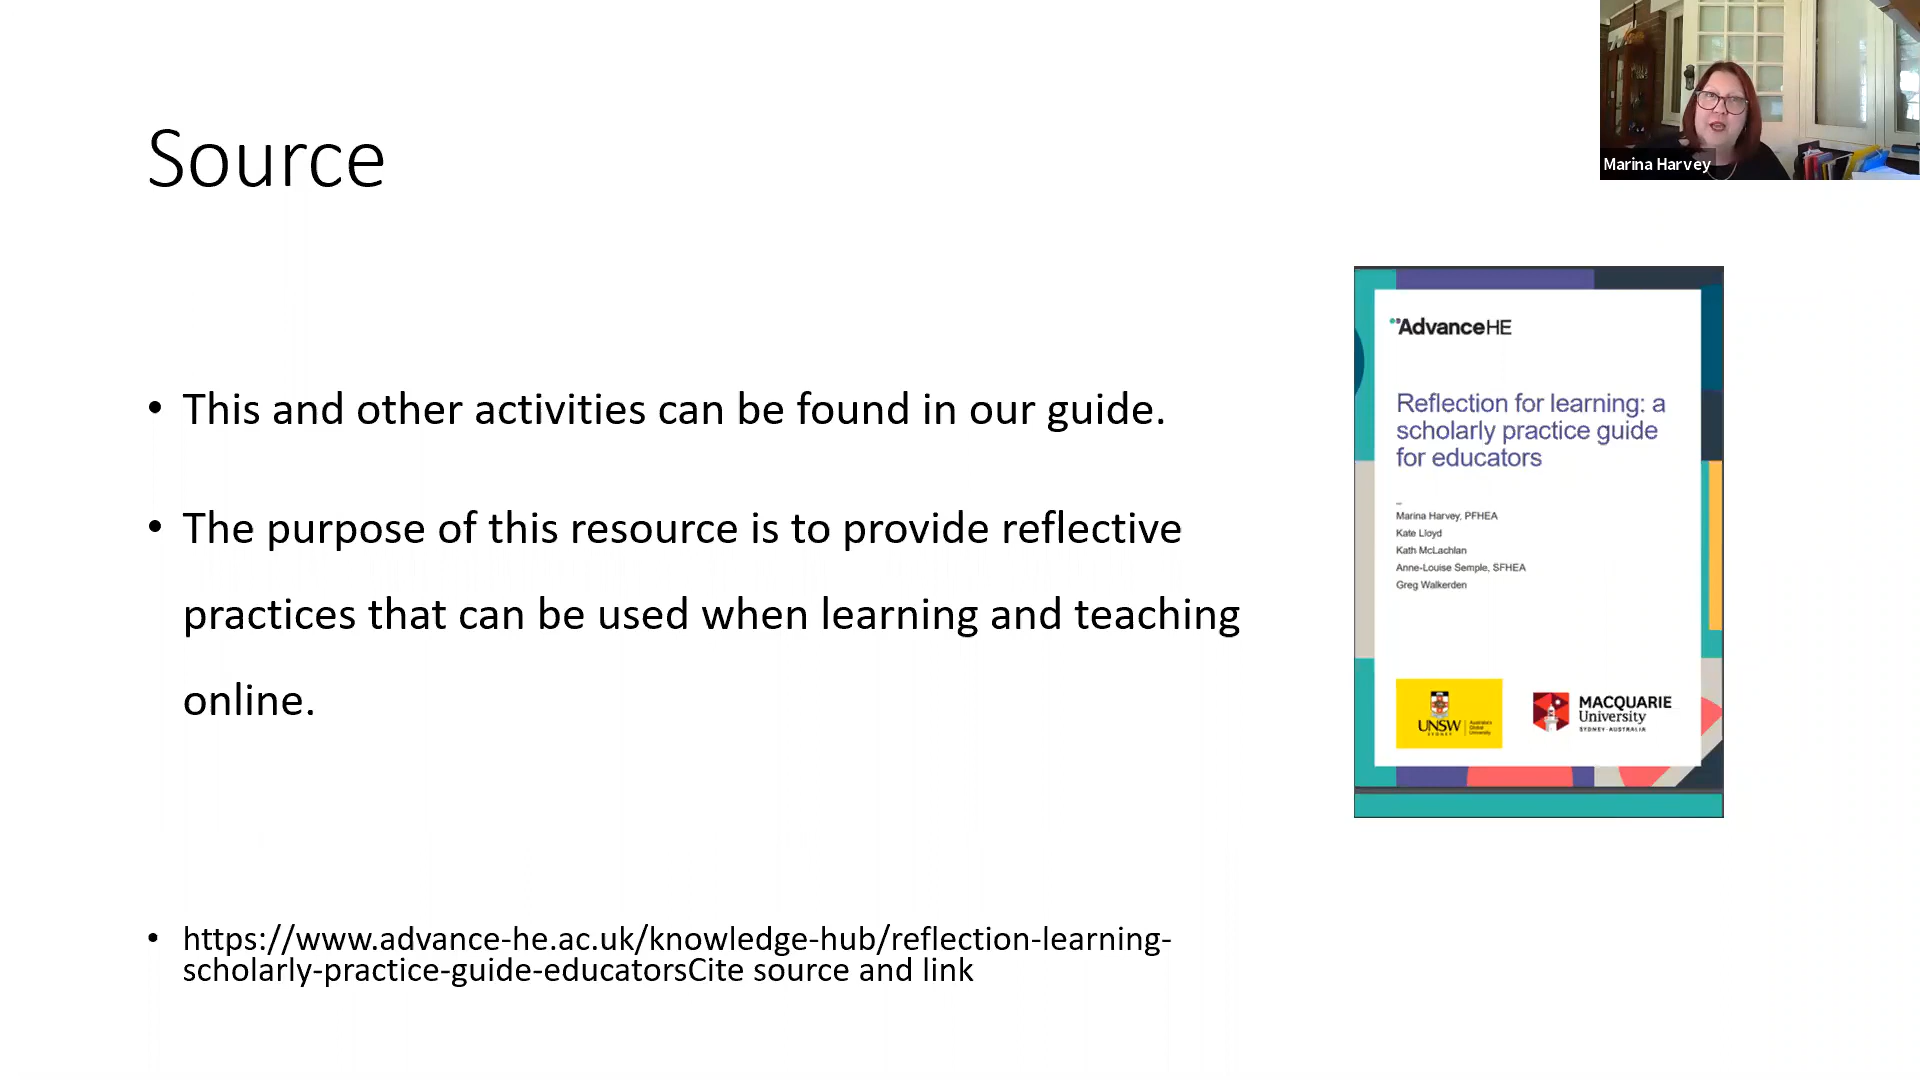 Source
Marina Harvey
• This and other activities can be found in our guide.
• The purpose of this resource is to provide reflective
practices that can be used when learning and teaching
online.
• https://www.advance-he.ac.uk/knowledge-hub/reflection-learning-
scholarly-practice-guide-educatorsCite source and link
AdvanceHE
Reflection for learning: a
scholarly practice guide
for educators
–
Marina Harvey, PFHEA
Kate Lloyd
Kath McLachlan
Anne-Louise Semple, SFHEA
Greg Walkerden
UNSW
SYDNEY
Australia's
Global
University
MACQUARIE
University
SYDNEY·AUSTRALIA